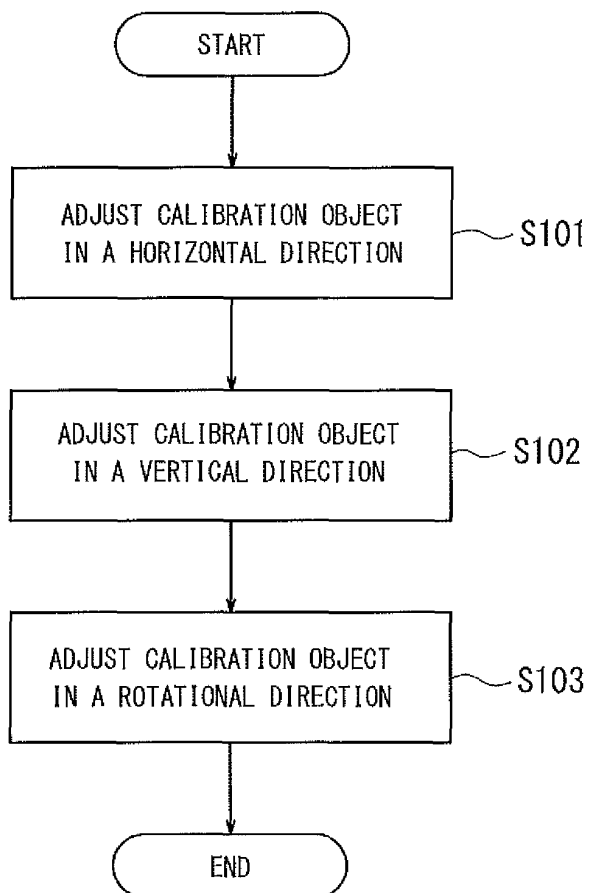 START
ADJUST CALIBRATION OBJECT
IN A HORIZONTAL DIRECTION
S101
ADJUST CALIBRATION OBJECT
IN A VERTICAL DIRECTION
S102
ADJUST CALIBRATION OBJECT
IN A ROTATIONAL DIRECTION
S103
END